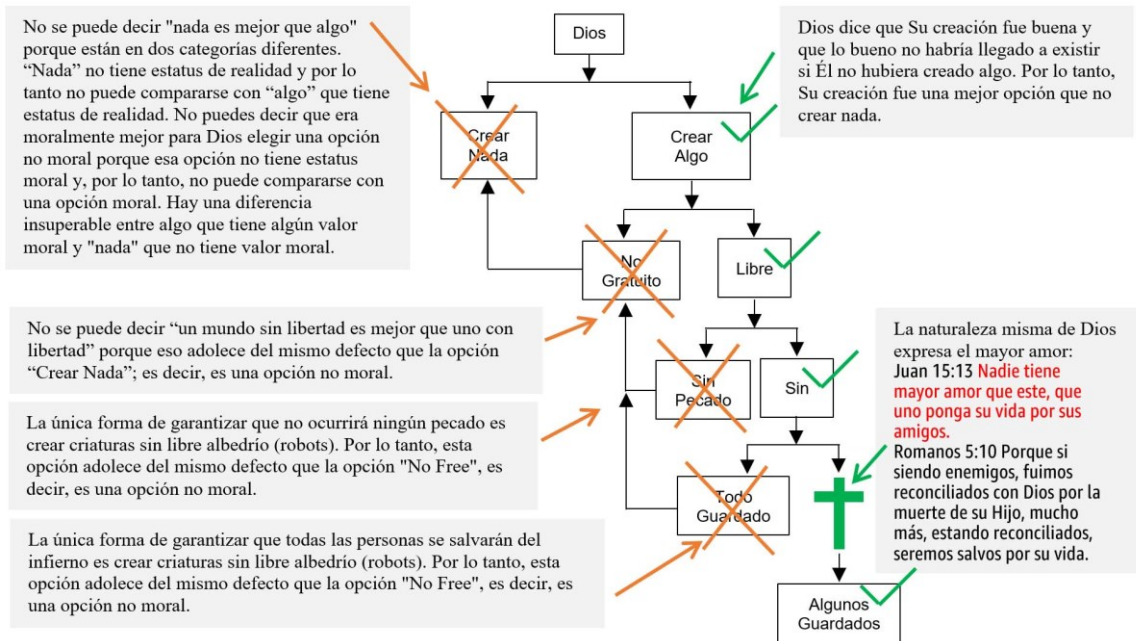 No se puede decir "nada es mejor que algo"
porque están en dos categorías diferentes.
“Nada” no tiene estatus de realidad y por lo
tanto no puede compararse con “algo” que tiene
estatus de realidad. No puedes decir que era
moralmente mejor para Dios elegir una opción
no moral porque esa opción no tiene estatus
moral y, por lo tanto, no puede compararse con
una opción moral. Hay una diferencia
insuperable entre algo que tiene algún valor
moral y "nada" que no tiene valor moral.
Dios
Dios dice que Su creación fue buena y
que lo bueno no habría llegado a existir
si Él no hubiera creado algo. Por lo tanto,
Su creación fue una mejor opción que no
crear nada.
Crear
Nada
Crear
Algo
No
Gratuito
Libre
No se puede decir “un mundo sin libertad es mejor que uno con
libertad” porque eso adolece del mismo defecto que la opción
“Crear Nada”; es decir, es una opción no moral.
Sin
Pecado
Sin
La naturaleza misma de Dios
expresa el mayor amor:
Juan 15:13 Nadie tiene
mayor amor que este, que
uno ponga su vida por sus
amigos.
Romanos 5:10 Porque si
siendo enemigos, fuimos
reconciliados con Dios por la
muerte de su Hijo, mucho
más, estando reconciliados,
seremos salvos por su vida.
La única forma de garantizar que no ocurrirá ningún pecado es
crear criaturas sin libre albedrío (robots). Por lo tanto, esta
opción adolece del mismo defecto que la opción "No Free", es
decir, es una opción no moral.
Todo
Guardado
La única forma de garantizar que todas las personas se salvarán del
infierno es crear criaturas sin libre albedrío (robots). Por lo tanto, esta
opción adolece del mismo defecto que la opción "No Free", es decir, es
una opción no moral.
Algunos
Guardados